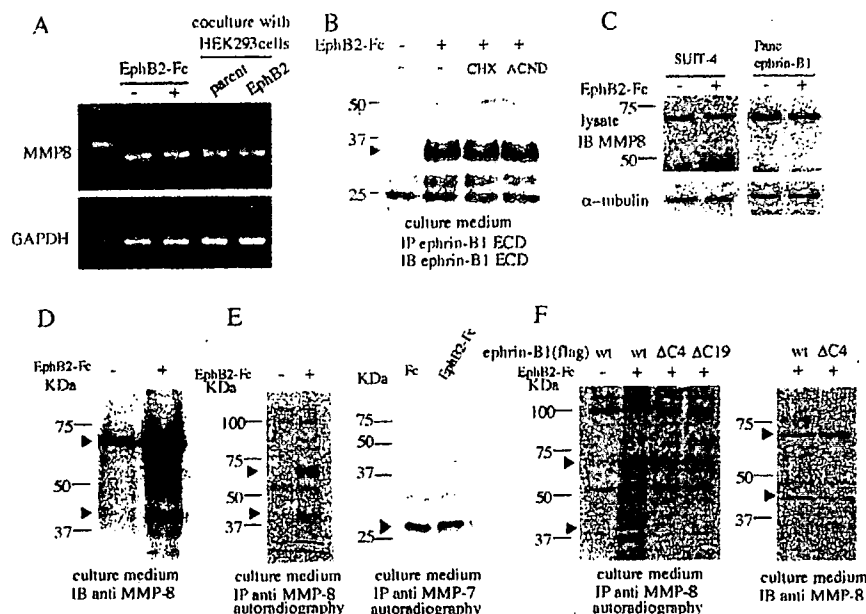 A
coculture with
HEK293cells
EphB2-Fc
parent
EphB2
- +
MMP8
GAPDH
B
EphB2-Fc - + + +
- - CHX ACND
50
37
25
culture medium
IP ephrin-B1 ECD
IB ephrin-B1 ECD
C
SUIT-4
Panc
ephrin-B1
EphB2-Fc - + - +
75
lysate
IB MMP8
50
α-tubulin
D
EphB2-Fc - +
KDa
75
50
37
culture medium
IB anti MMP-8
E
EphB2-Fc - +
KDa
100
75
50
37
culture medium
IP anti MMP-8
autoradiography
Fc
EphB2-Fc
KDa
75
50
37
25
culture medium
IP anti MMP-7
autoradiography
F
ephrin-B1(flag) wt wt ΔC4 ΔC19
EphB2-Fc - + + +
KDa
100
75
50
37
culture medium
IP anti MMP-8
autoradiography
wt ΔC4
+ +
75
50
37
culture medium
IB anti MMP-8